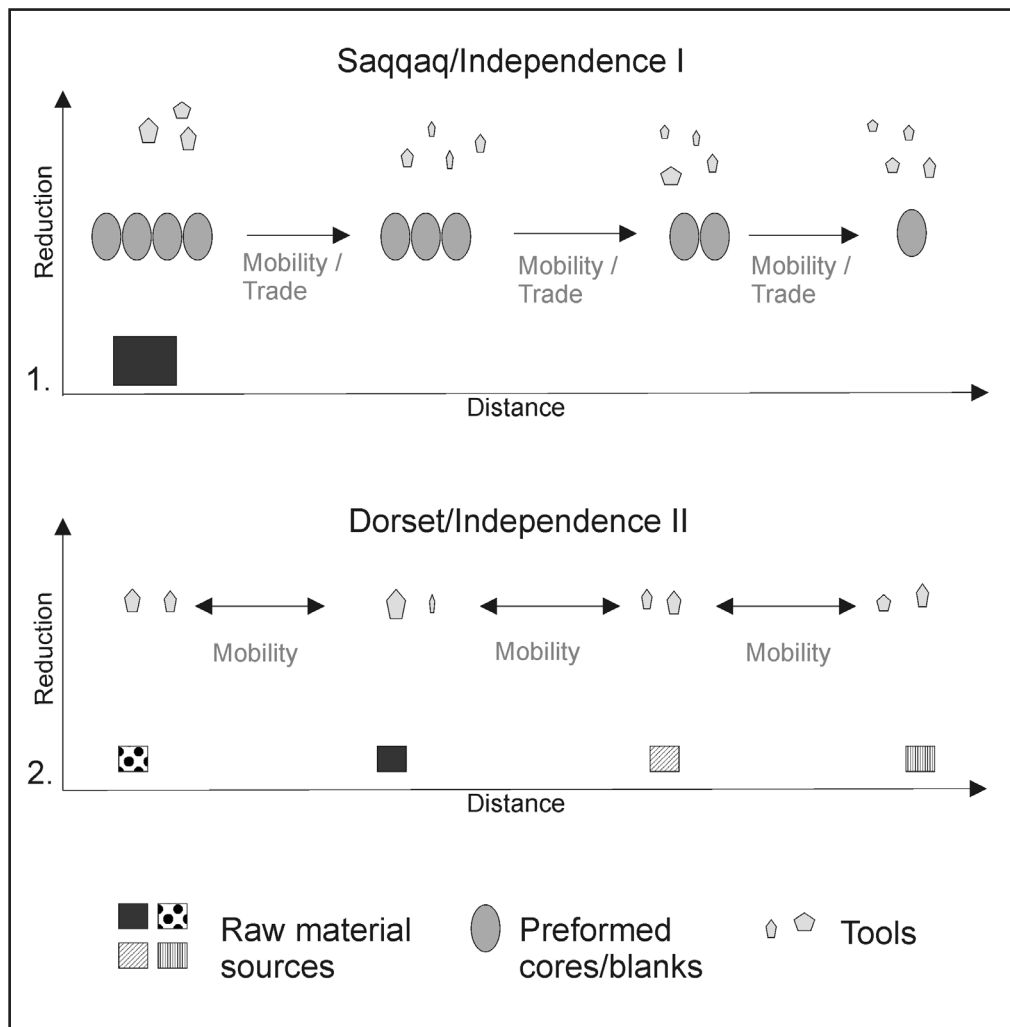 Saqqaq/Independence I
Reduction
Mobility /
Trade
Mobility /
Trade
Mobility /
Trade
1.
Distance
Dorset/Independence II
Reduction
Mobility
Mobility
Mobility
2.
Distance
Raw material
sources
Preformed
cores/blanks
Tools